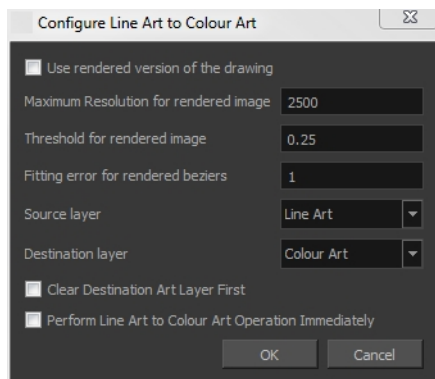 Configure Line Art to Colour Art
Use rendered version of the drawing
Maximum Resolution for rendered image 2500
Threshold for rendered image 0.25
Fitting error for rendered beziers 1
Source layer Line Art
Destination layer Colour Art
Clear Destination Art Layer First
Perform Line Art to Colour Art Operation Immediately
OK Cancel